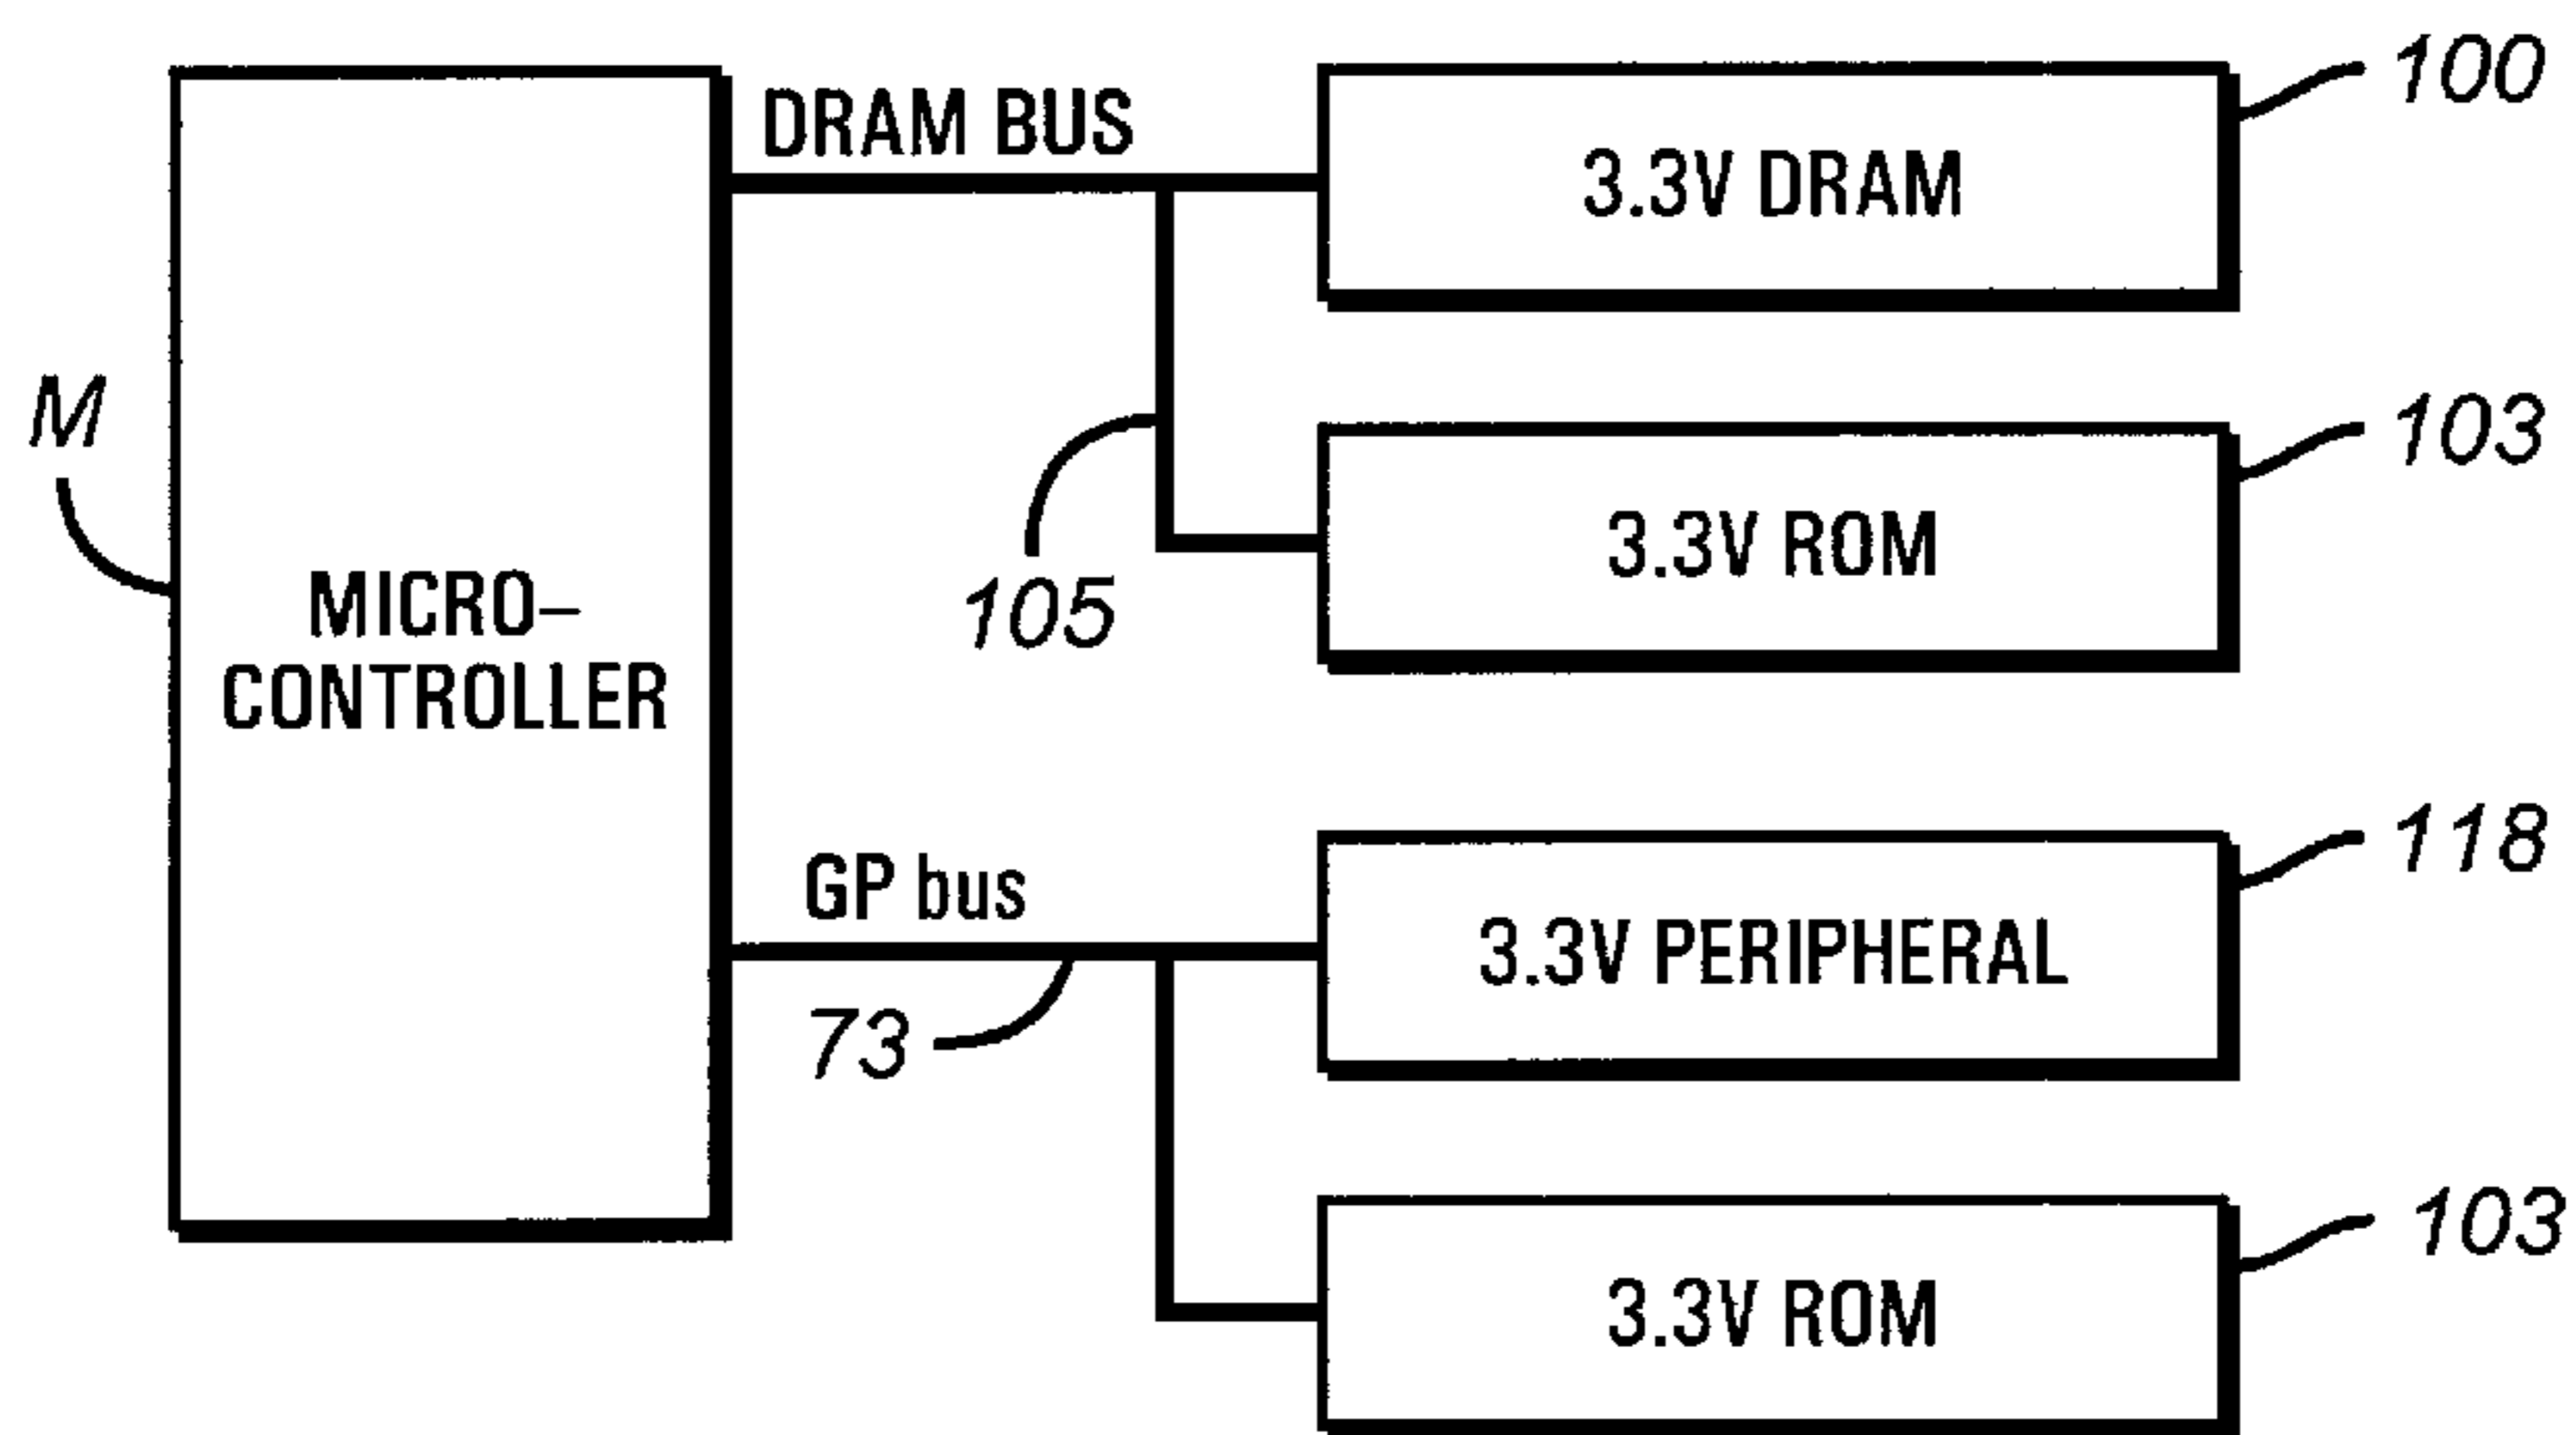 DRAM BUS
3.3V DRAM
100
M
MICRO–
CONTROLLER
105
3.3V ROM
103
GP bus
73
3.3V PERIPHERAL
118
3.3V ROM
103